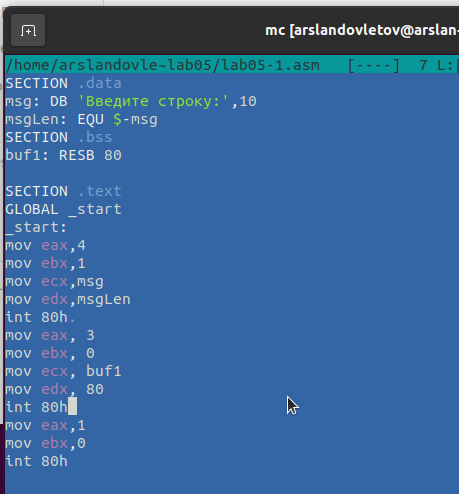 mc [arslandovletov@arslan-
/home/arslandovle~lab05/lab05-1.asm   [----]  7 L:[
SECTION .data
msg: DB 'Введите строку:',10
msgLen: EQU $-msg
SECTION .bss
buf1: RESB 80
SECTION .text
GLOBAL _start
_start:
mov eax,4
mov ebx,1
mov ecx,msg
mov edx,msgLen
int 80h.
mov eax, 3
mov ebx, 0
mov ecx, buf1
mov edx, 80
int 80h
mov eax,1
mov ebx,0
int 80h